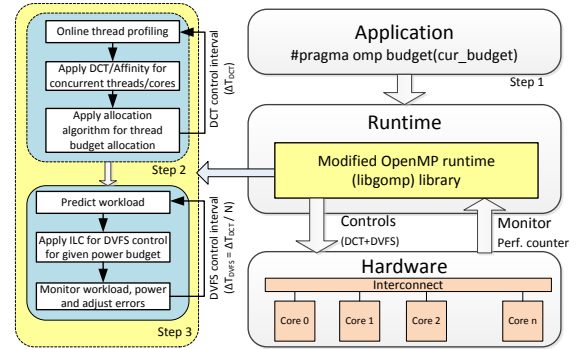 Online thread profiling
Apply DCT/Affinity for
concurrent threads/cores
Apply allocation
algorithm for thread
budget allocation
DCT control interval
(ΔT_DCT)
Step 2
Predict workload
Apply ILC for DVFS control
for given power budget
Monitor workload, power
and adjust errors
DVFS control interval
(ΔT_DVFS = ΔT_DCT / N)
Step 3
Application
#pragma omp budget(cur_budget)
Step 1
Runtime
Modified OpenMP runtime
(libgomp) library
Controls
(DCT+DVFS)
Monitor
Perf. counter
Hardware
Interconnect
Core 0
Core 1
Core 2
Core n